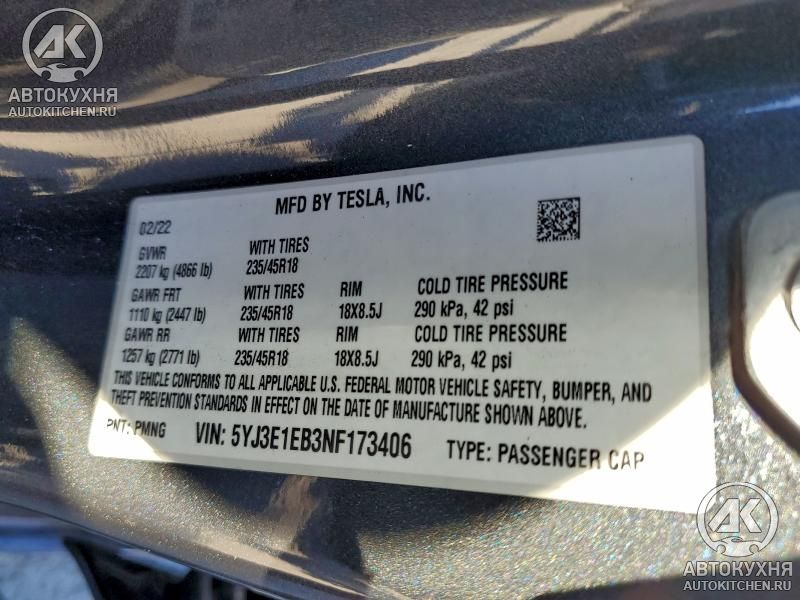 АК
АВТОКУХНЯ
AUTOKITCHEN.RU
MFD BY TESLA, INC.
02/22
GVWR WITH TIRES
2207 kg (4866 lb) 235/45R18
GAWR FRT WITH TIRES RIM COLD TIRE PRESSURE
1110 kg (2447 lb) 235/45R18 18X8.5J 290 kPa, 42 psi
GAWR RR WITH TIRES RIM COLD TIRE PRESSURE
1257 kg (2771 lb) 235/45R18 18X8.5J 290 kPa, 42 psi
THIS VEHICLE CONFORMS TO ALL APPLICABLE U.S. FEDERAL MOTOR VEHICLE SAFETY, BUMPER, AND
THEFT PREVENTION STANDARDS IN EFFECT ON THE DATE OF MANUFACTURE SHOWN ABOVE.
PNT: PMNG VIN: 5YJ3E1EB3NF173406 TYPE: PASSENGER CAR
АК
АВТОКУХНЯ
AUTOKITCHEN.RU